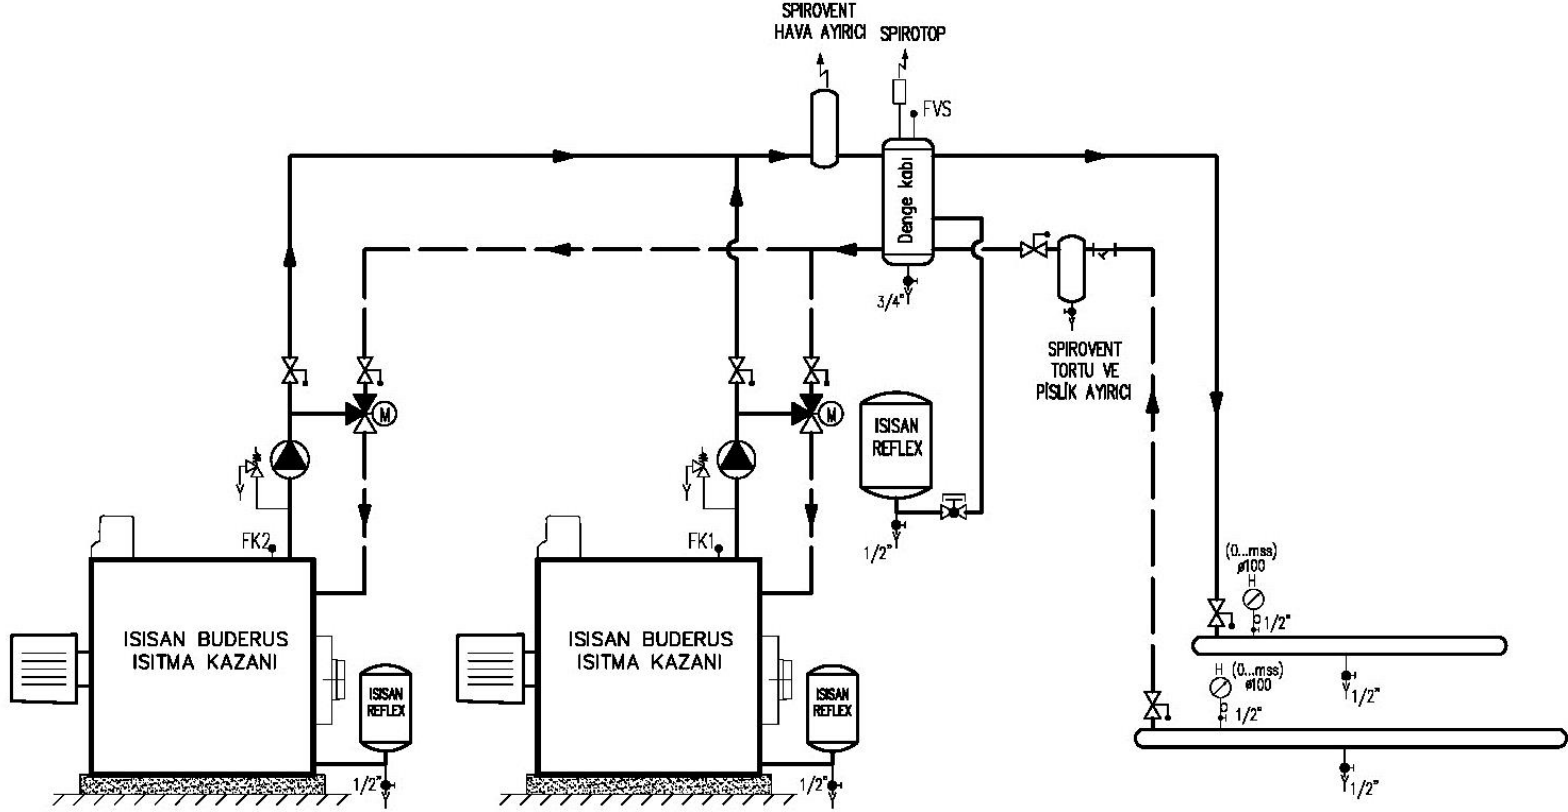 SPIROVENT
HAVA AYIRICI
SPIROTOP
FVS
Denge kabı
3/4"
SPIROVENT
TORTU VE
PİSLİK AYIRICI
M
M
ISISAN
REFLEX
1/2"
FK2
FK1
ISISAN BUDERUS
ISITMA KAZANI
ISISAN BUDERUS
ISITMA KAZANI
ISISAN
REFLEX
ISISAN
REFLEX
1/2"
1/2"
(0...mss)
ø100
H
1/2"
H (0...mss)
ø100
1/2"
1/2"
1/2"